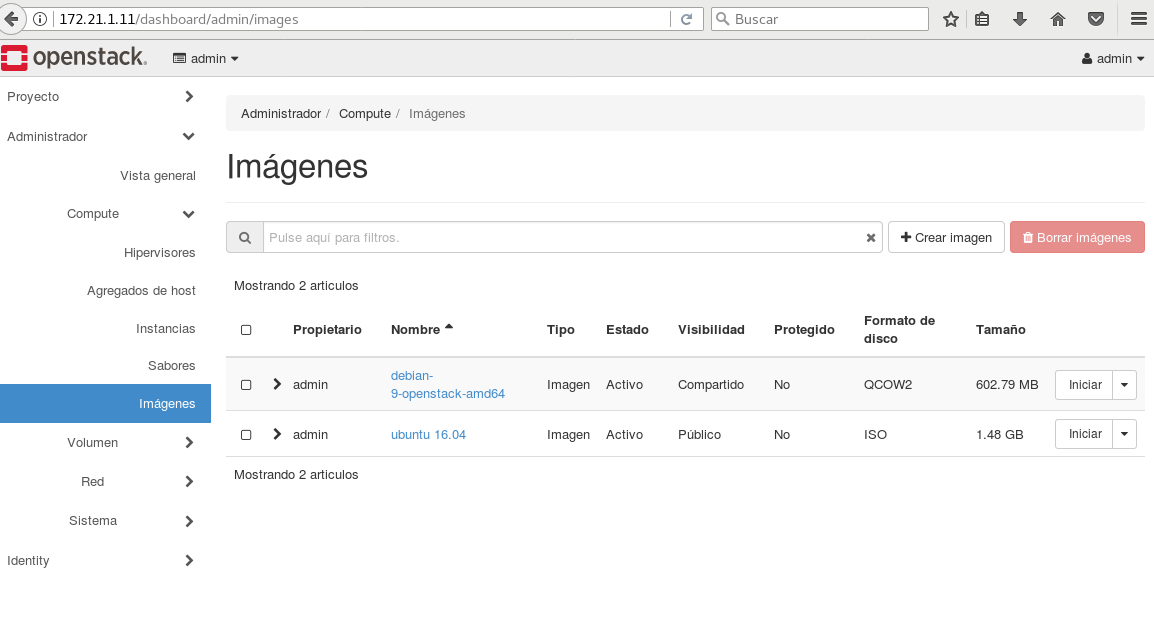 172.21.1.11/dashboard/admin/images
Buscar
openstack.
admin
admin
Proyecto
Administrador
Vista general
Compute
Hipervisores
Agregados de host
Instancias
Sabores
Imágenes
Volumen
Red
Sistema
Identity
Administrador / Compute / Imágenes
Imágenes
Pulse aquí para filtros.
Crear imagen
Borrar imágenes
Mostrando 2 articulos
Propietario Nombre Tipo Estado Visibilidad Protegido Formato de disco Tamaño
admin debian-
9-openstack-amd64 Imagen Activo Compartido No QCOW2 602.79 MB Iniciar
admin ubuntu 16.04 Imagen Activo Público No ISO 1.48 GB Iniciar
Mostrando 2 articulos